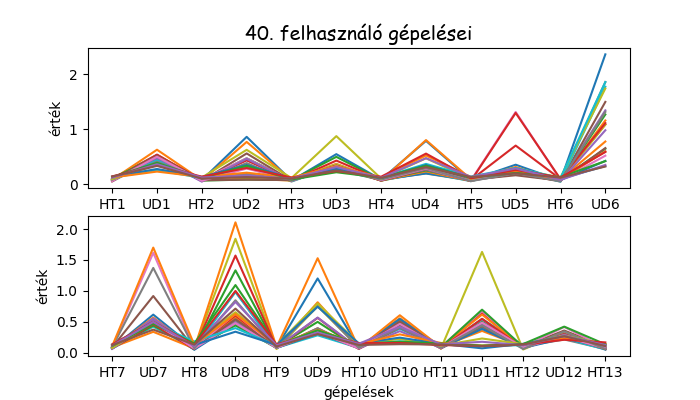 40. felhasználó gépelései
érték
2
1
0
HT1 UD1 HT2 UD2 HT3 UD3 HT4 UD4 HT5 UD5 HT6 UD6
érték
2.0
1.5
1.0
0.5
0.0
HT7 UD7 HT8 UD8 HT9 UD9 HT10 UD10 HT11 UD11 HT12 UD12 HT13
gépelések